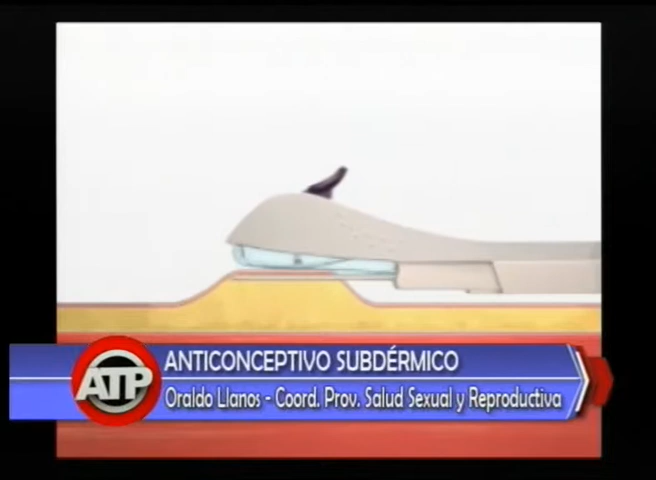 ATP
ANTICONCEPTIVO SUBDÉRMICO
Oraldo Llanos - Coord. Prov. Salud Sexual y Reproductiva